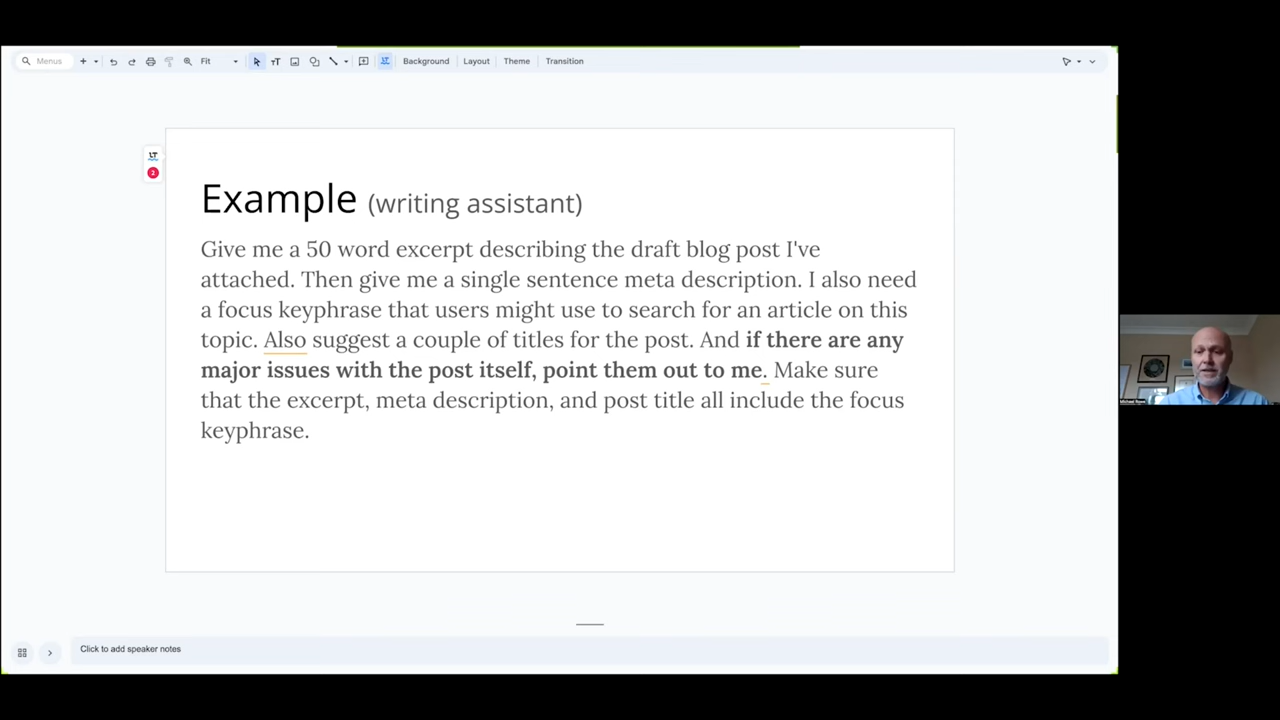 Menus
Fit
Background
Layout
Theme
Transition
LT
2
Example (writing assistant)
Give me a 50 word excerpt describing the draft blog post I've
attached. Then give me a single sentence meta description. I also need
a focus keyphrase that users might use to search for an article on this
topic. Also suggest a couple of titles for the post. And if there are any
major issues with the post itself, point them out to me. Make sure
that the excerpt, meta description, and post title all include the focus
keyphrase.
Click to add speaker notes